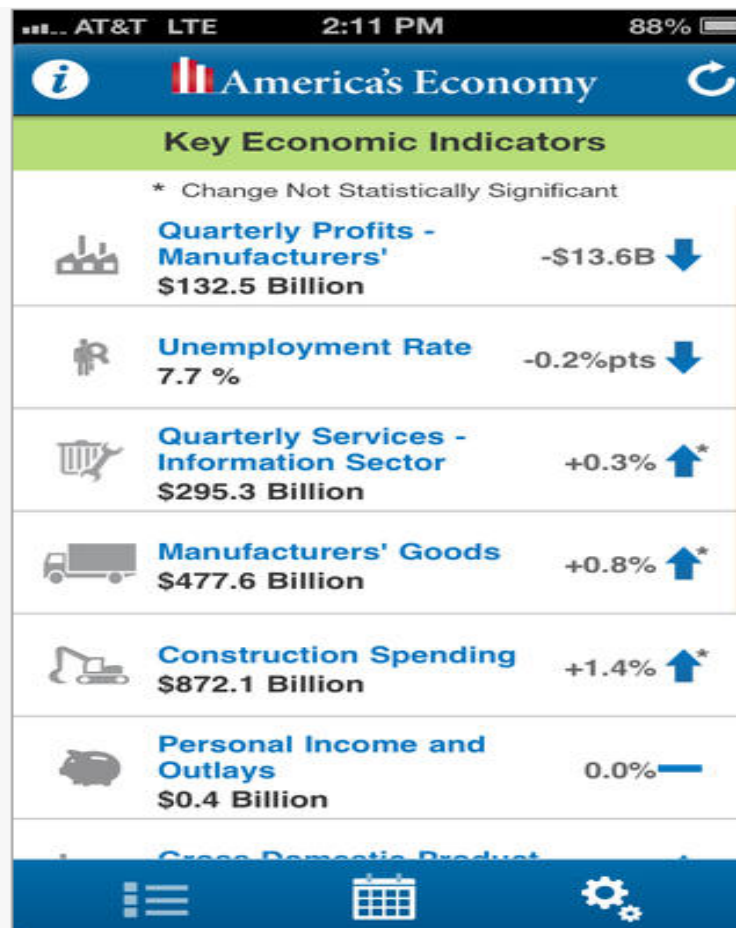 AT&T LTE 2:11 PM 88%
i America's Economy
Key Economic Indicators
* Change Not Statistically Significant
Quarterly Profits -
Manufacturers' -$13.6B
$132.5 Billion
Unemployment Rate -0.2%pts
7.7 %
Quarterly Services -
Information Sector +0.3% *
$295.3 Billion
Manufacturers' Goods +0.8% *
$477.6 Billion
Construction Spending +1.4% *
$872.1 Billion
Personal Income and
Outlays 0.0%
$0.4 Billion
Gross Domestic Product